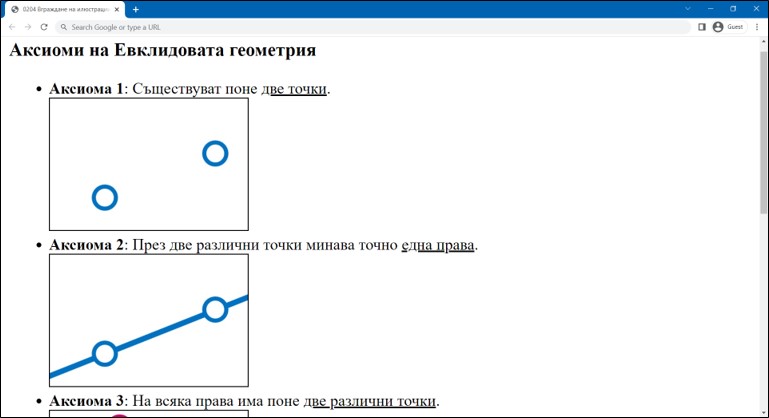 0204 Вграждане на илюстраци
Search Google or type a URL
Guest
Аксиоми на Евклидовата геометрия
• Аксиома 1: Съществуват поне две точки.
• Аксиома 2: През две различни точки минава точно една права.
• Аксиома 3: На всяка права има поне две различни точки.